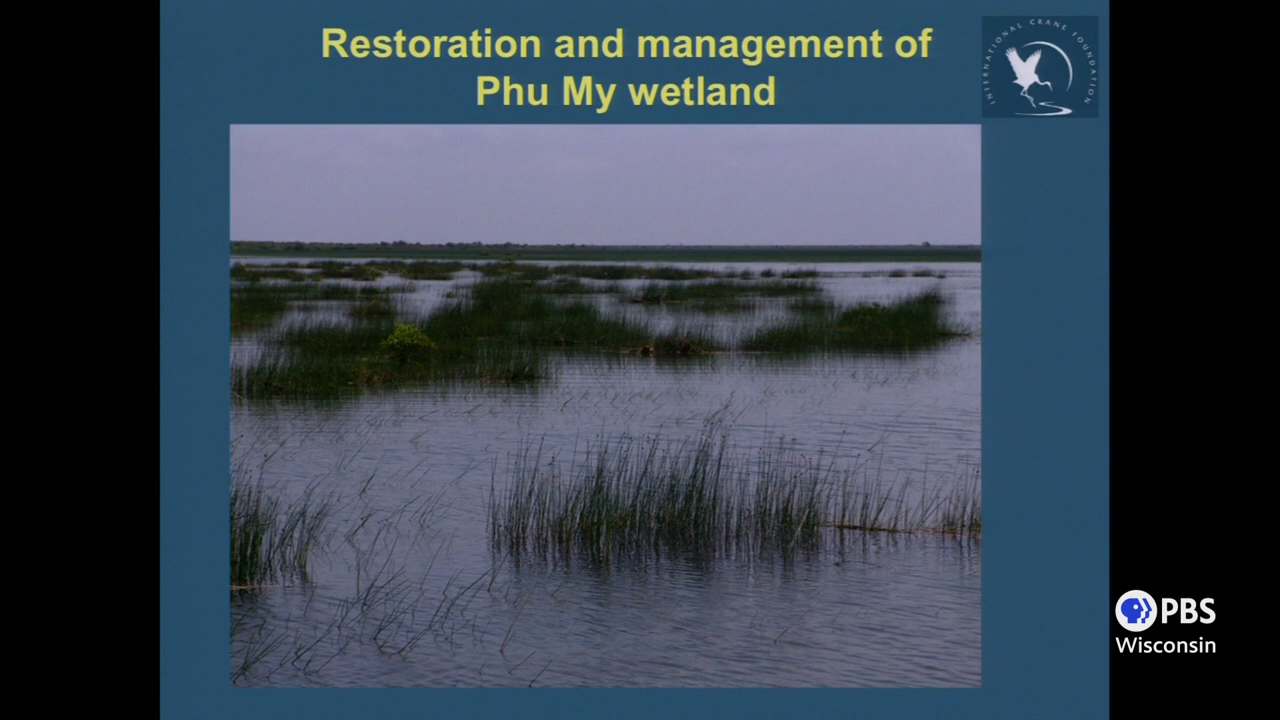 Restoration and management of
Phu My wetland
INTERNATIONAL CRANE FOUNDATION
PBS
Wisconsin